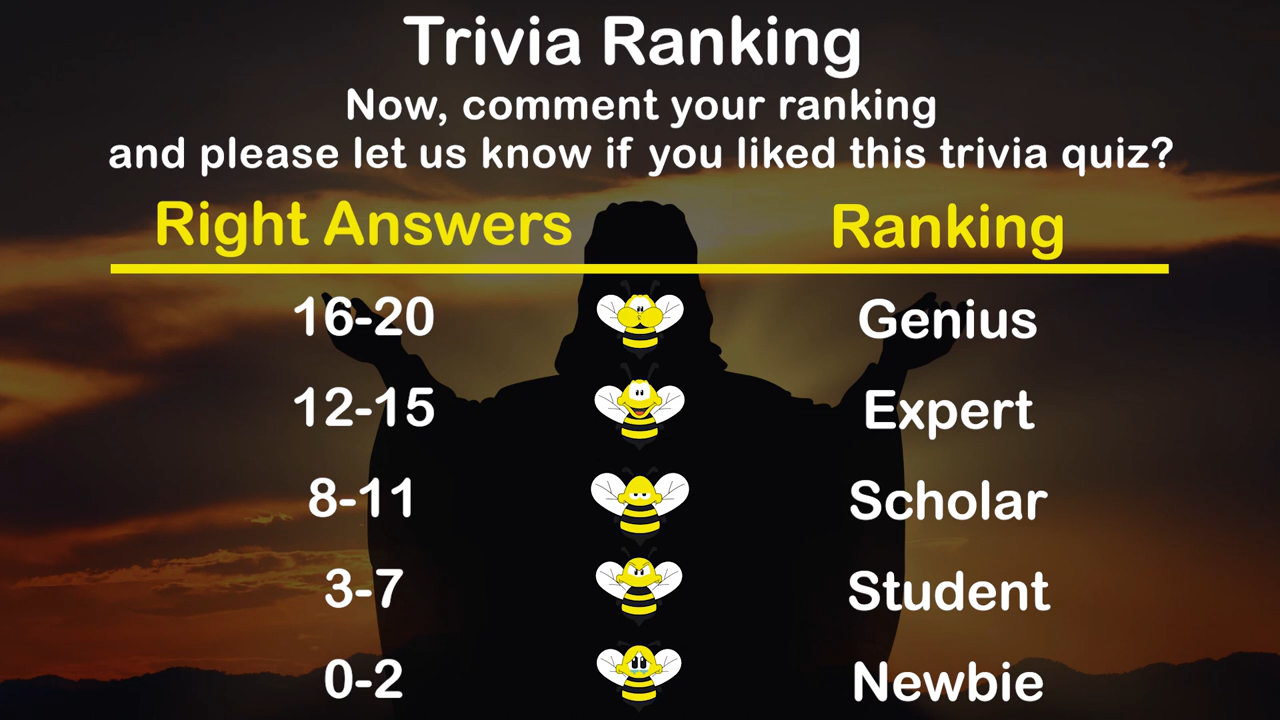 Trivia Ranking
Now, comment your ranking
and please let us know if you liked this trivia quiz?
Right Answers Ranking
16-20 Genius
12-15 Expert
8-11 Scholar
3-7 Student
0-2 Newbie